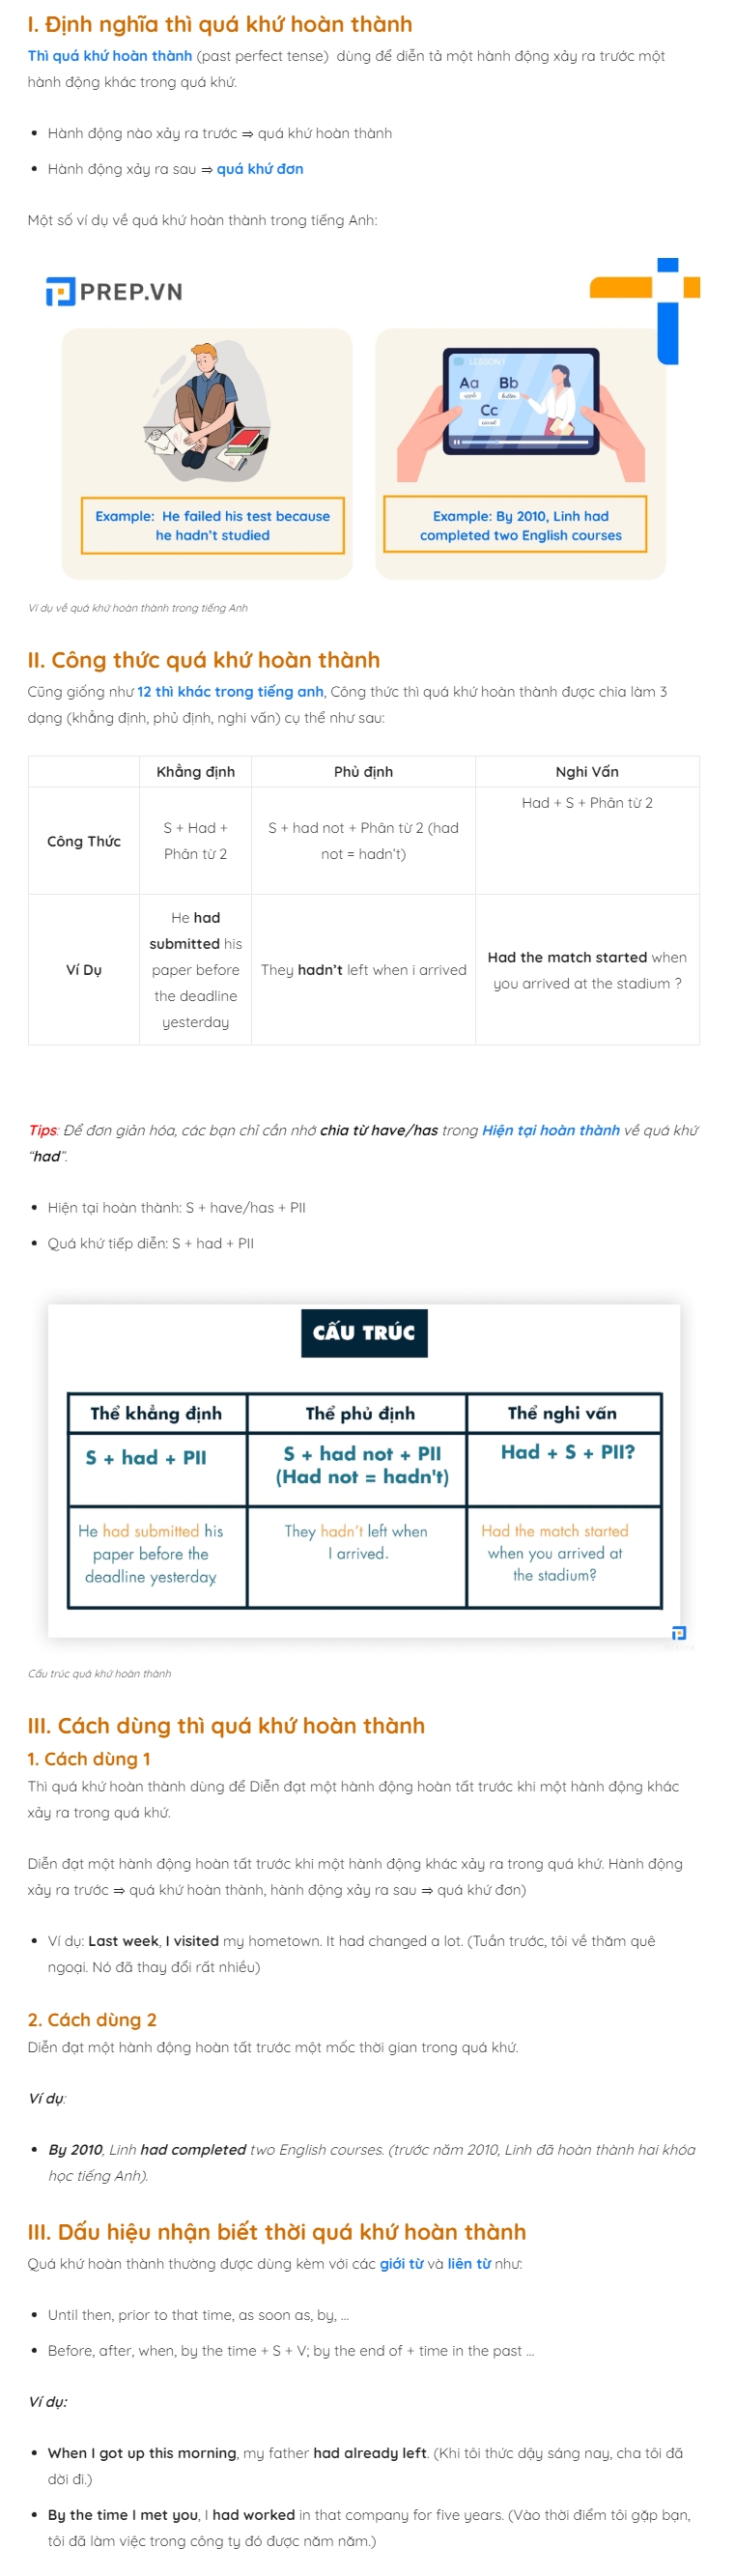 I. Định nghĩa thì quá khứ hoàn thành
Thì quá khứ hoàn thành (past perfect tense)  dùng để diễn tả một hành động xảy ra trước một
hành động khác trong quá khứ.
Hành động nào xảy ra trước ⇒ quá khứ hoàn thành
Hành động xảy ra sau ⇒ quá khứ đơn
Một số ví dụ về quá khứ hoàn thành trong tiếng Anh:
PREP.VN
LESSON 1
Aa Bb
apple button
Cc
carrot
Example: He failed his test because
he hadn't studied
Example: By 2010, Linh had
completed two English courses
Ví dụ về quá khứ hoàn thành trong tiếng Anh
II. Công thức quá khứ hoàn thành
Cũng giống như 12 thì khác trong tiếng anh, Công thức thì quá khứ hoàn thành được chia làm 3
dạng (khẳng định, phủ định, nghi vấn) cụ thể như sau:
Khẳng định Phủ định Nghi Vấn
Công Thức
S + Had +
Phân từ 2
S + had not + Phân từ 2 (had
not = hadn't)
Had + S + Phân từ 2
Ví Dụ
He had
submitted his
paper before
the deadline
yesterday
They hadn't left when i arrived
Had the match started when
you arrived at the stadium ?
Tips: Để đơn giản hóa, các bạn chỉ cần nhớ chia từ have/has trong Hiện tại hoàn thành về quá khứ
“had”.
Hiện tại hoàn thành: S + have/has + PII
Quá khứ tiếp diễn: S + had + PII
CẤU TRÚC
Thể khẳng định Thể phủ định Thể nghi vấn
S + had + PII
S + had not + PII
(Had not = hadn't)
Had + S + PII?
He had submitted his
paper before the
deadline yesterday.
They hadn't left when
I arrived.
Had the match started
when you arrived at
the stadium?
Cấu trúc quá khứ hoàn thành
III. Cách dùng thì quá khứ hoàn thành
1. Cách dùng 1
Thì quá khứ hoàn thành dùng để Diễn đạt một hành động hoàn tất trước khi một hành động khác
xảy ra trong quá khứ.
Diễn đạt một hành động hoàn tất trước khi một hành động khác xảy ra trong quá khứ. Hành động
xảy ra trước ⇒ quá khứ hoàn thành, hành động xảy ra sau ⇒ quá khứ đơn)
Ví dụ: Last week, I visited my hometown. It had changed a lot. (Tuần trước, tôi về thăm quê
ngoại. Nó đã thay đổi rất nhiều)
2. Cách dùng 2
Diễn đạt một hành động hoàn tất trước một mốc thời gian trong quá khứ.
Ví dụ:
By 2010, Linh had completed two English courses. (trước năm 2010, Linh đã hoàn thành hai khóa
học tiếng Anh).
III. Dấu hiệu nhận biết thời quá khứ hoàn thành
Quá khứ hoàn thành thường được dùng kèm với các giới từ và liên từ như:
Until then, prior to that time, as soon as, by, …
Before, after, when, by the time + S + V; by the end of + time in the past …
Ví dụ:
When I got up this morning, my father had already left. (Khi tôi thức dậy sáng nay, cha tôi đã
dời đi.)
By the time I met you, I had worked in that company for five years. (Vào thời điểm tôi gặp bạn,
tôi đã làm việc trong công ty đó được năm năm.)